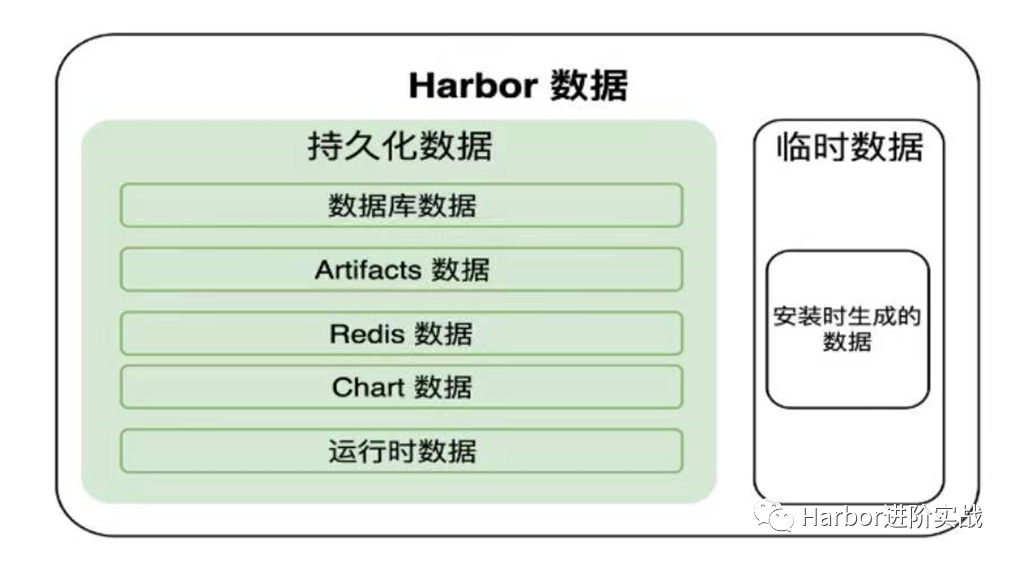 Harbor 数据
持久化数据
数据库数据
Artifacts 数据
Redis 数据
Chart 数据
运行时数据
临时数据
安装时生成的
数据
Harbor进阶实战